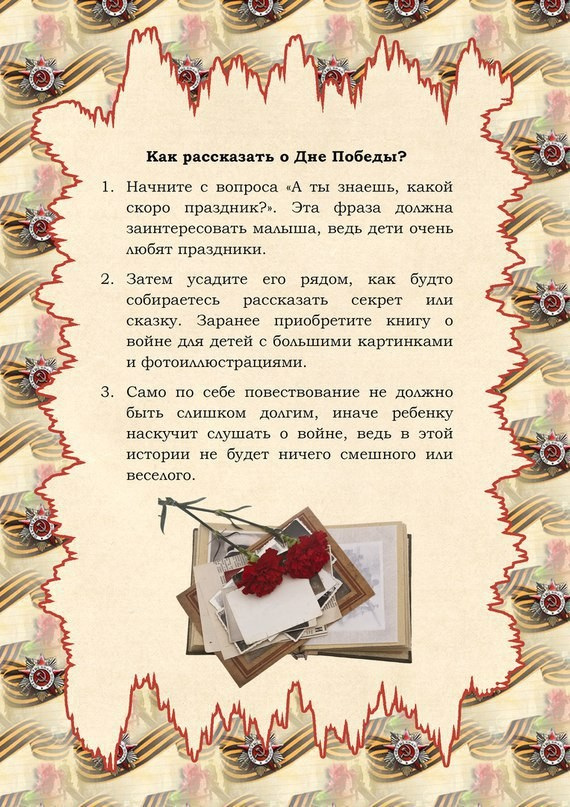 Как рассказать о Дне Победы?
1. Начните с вопроса «А ты знаешь, какой
скоро праздник?». Эта фраза должна
заинтересовать малыша, ведь дети очень
любят праздники.
2. Затем усадите его рядом, как будто
собираетесь рассказать секрет или
сказку. Заранее приобретите книгу о
войне для детей с большими картинками
и фотоиллюстрациями.
3. Само по себе повествование не должно
быть слишком долгим, иначе ребенку
наскучит слушать о войне, ведь в этой
истории не будет ничего смешного или
веселого.